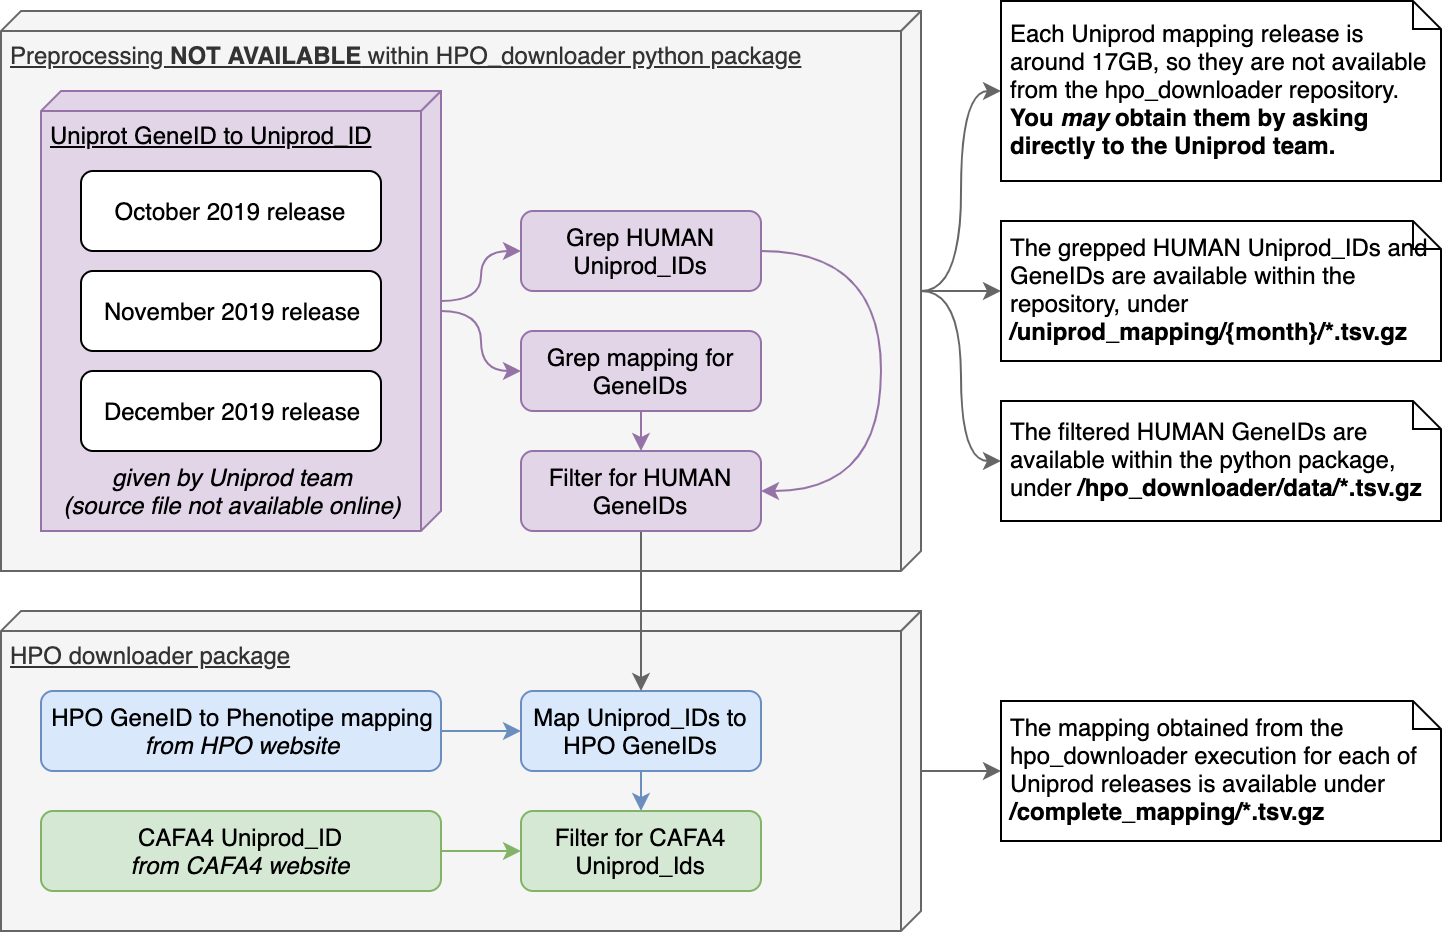 Preprocessing NOT AVAILABLE within HPO_downloader python package
Uniprot GeneID to Uniprod_ID
October 2019 release
November 2019 release
December 2019 release
given by Uniprod team
(source file not available online)
Grep HUMAN
Uniprod_IDs
Grep mapping for
GeneIDs
Filter for HUMAN
GeneIDs
Each Uniprod mapping release is
around 17GB, so they are not available
from the hpo_downloader repository.
You may obtain them by asking
directly to the Uniprod team.
The grepped HUMAN Uniprod_IDs and
GeneIDs are available within the
repository, under
/uniprod_mapping/{month}/*.tsv.gz
The filtered HUMAN GeneIDs are
available within the python package,
under /hpo_downloader/data/*.tsv.gz
HPO downloader package
HPO GeneID to Phenotipe mapping
from HPO website
Map Uniprod_IDs to
HPO GeneIDs
CAFA4 Uniprod_ID
from CAFA4 website
Filter for CAFA4
Uniprod_Ids
The mapping obtained from the
hpo_downloader execution for each of
Uniprod releases is available under
/complete_mapping/*.tsv.gz